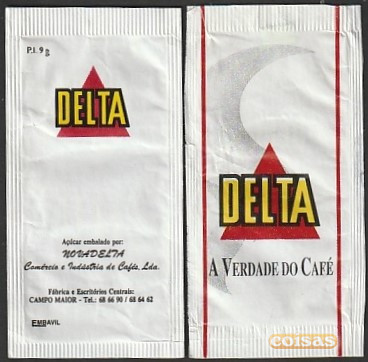 P.l. 9 g
DELTA
Açúcar embalado por:
NOVADELTA
Comércio e Indústria de Cafés, Lda.
Fábrica e Escritórios Centrais:
CAMPO MAIOR - Tel.: 68 66 90 / 68 64 62
EMBAVIL
DELTA
A VERDADE DO CAFÉ
coisas